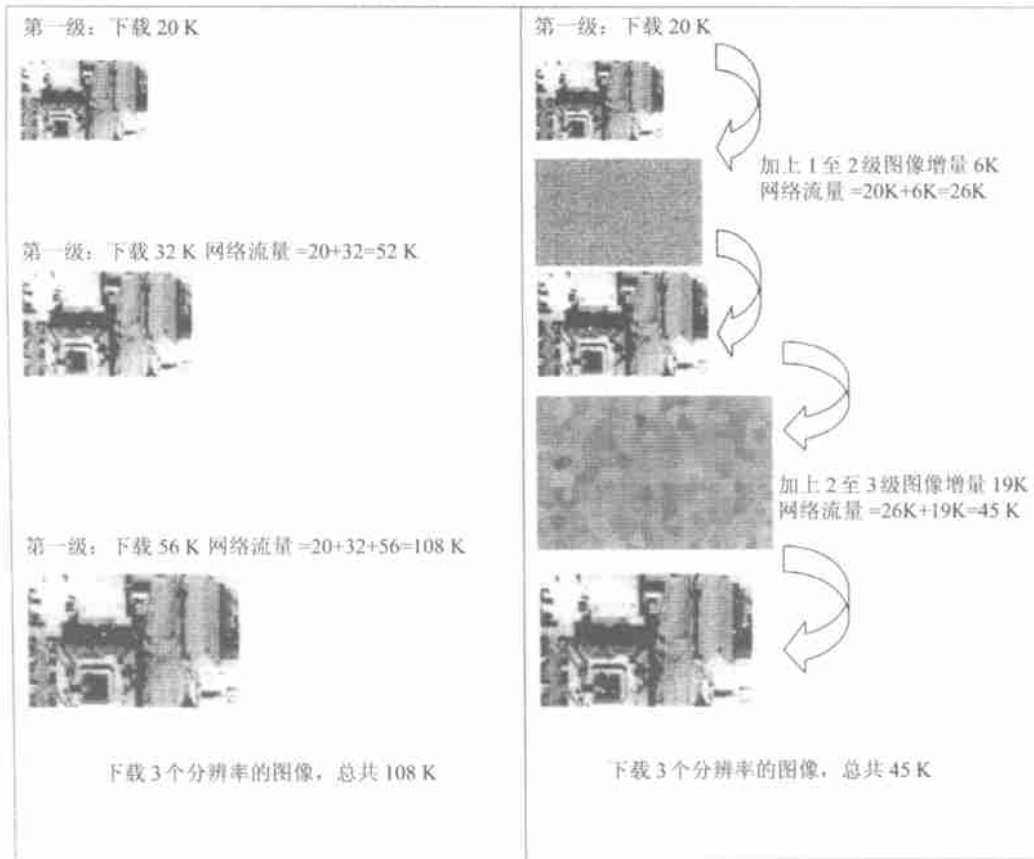 第一级：下载 20 K
第一级：下载 32 K 网络流量 =20+32=52 K
第一级：下载 56 K 网络流量 =20+32+56=108 K
下载 3 个分辨率的图像，总共 108 K
第一级：下载 20 K
加上 1 至 2 级图像增量 6K
网络流量 =20K+6K=26K
加上 2 至 3 级图像增量 19K
网络流量 =26K+19K=45 K
下载 3 个分辨率的图像，总共 45 K